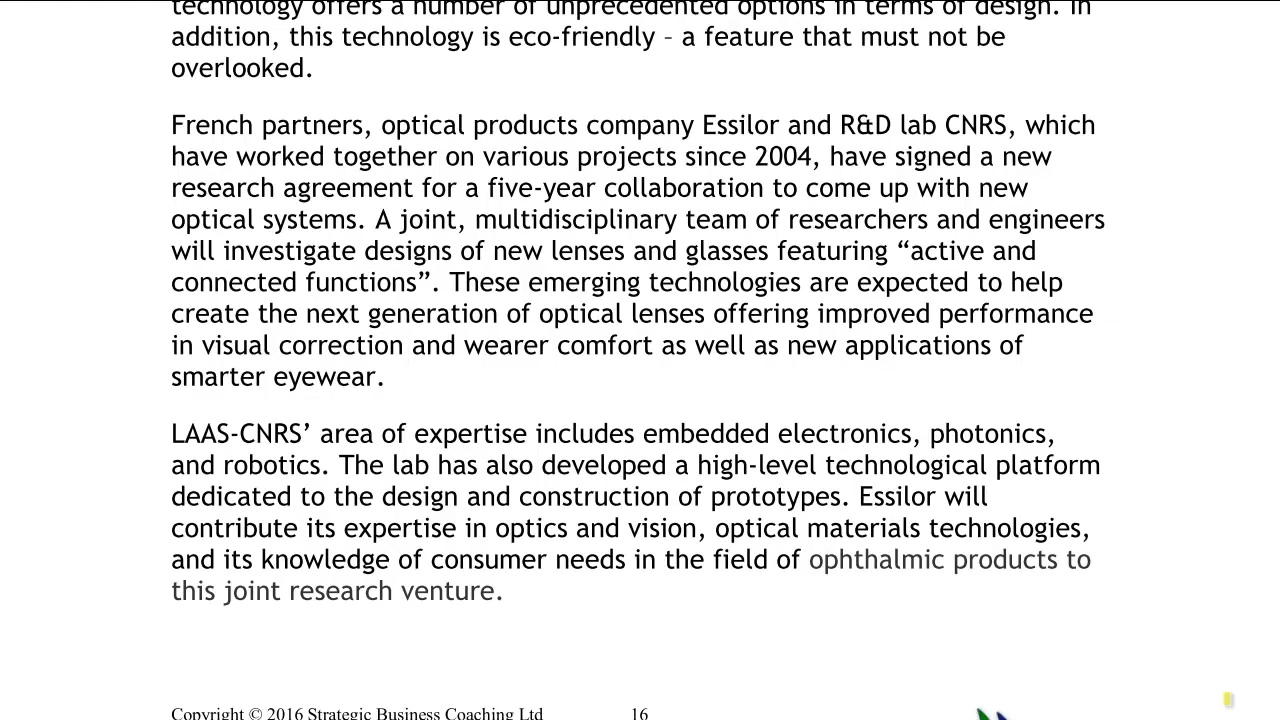 technology offers a number of unprecedented options in terms of design. In
addition, this technology is eco-friendly – a feature that must not be
overlooked.
French partners, optical products company Essilor and R&D lab CNRS, which
have worked together on various projects since 2004, have signed a new
research agreement for a five-year collaboration to come up with new
optical systems. A joint, multidisciplinary team of researchers and engineers
will investigate designs of new lenses and glasses featuring “active and
connected functions”. These emerging technologies are expected to help
create the next generation of optical lenses offering improved performance
in visual correction and wearer comfort as well as new applications of
smarter eyewear.
LAAS-CNRS’ area of expertise includes embedded electronics, photonics,
and robotics. The lab has also developed a high-level technological platform
dedicated to the design and construction of prototypes. Essilor will
contribute its expertise in optics and vision, optical materials technologies,
and its knowledge of consumer needs in the field of ophthalmic products to
this joint research venture.
Copyright © 2016 Strategic Business Coaching Ltd 16